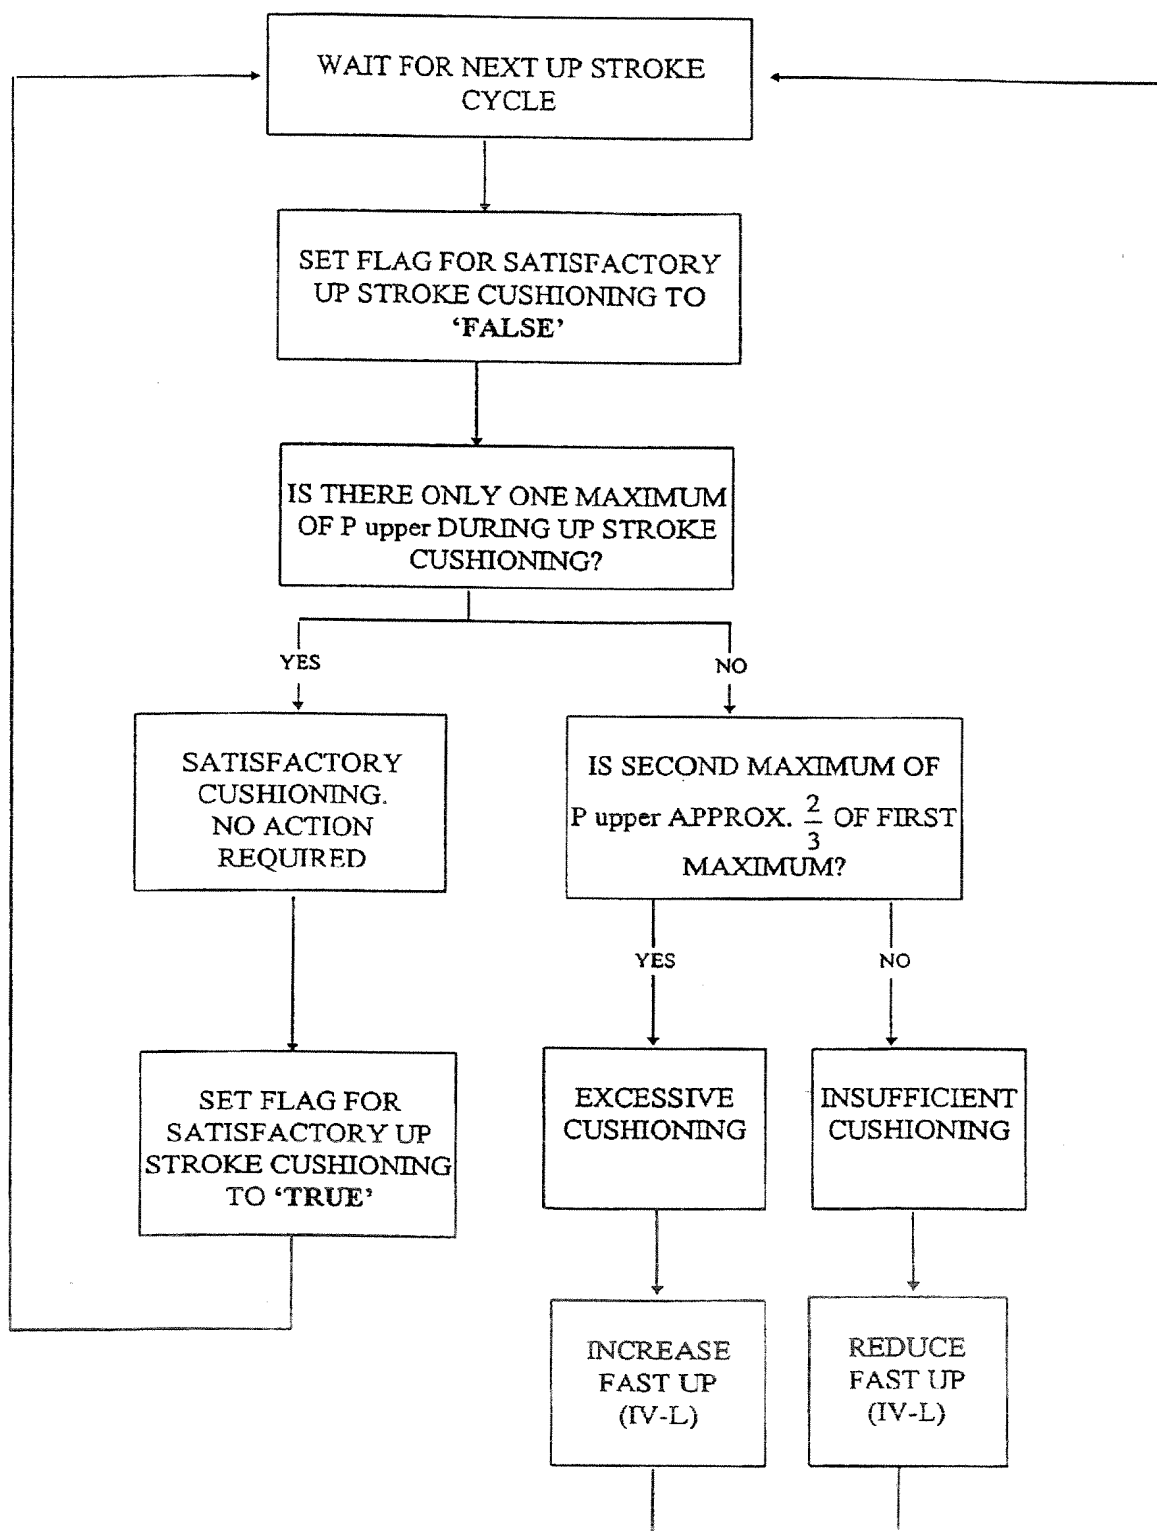 WAIT FOR NEXT UP STROKE
CYCLE
SET FLAG FOR SATISFACTORY
UP STROKE CUSHIONING TO
‘FALSE’
IS THERE ONLY ONE MAXIMUM
OF P upper DURING UP STROKE
CUSHIONING?
YES
NO
SATISFACTORY
CUSHIONING.
NO ACTION
REQUIRED
IS SECOND MAXIMUM OF
P upper APPROX. 2/3 OF FIRST
MAXIMUM?
YES
NO
SET FLAG FOR
SATISFACTORY UP
STROKE CUSHIONING
TO ‘TRUE’
EXCESSIVE
CUSHIONING
INSUFFICIENT
CUSHIONING
INCREASE
FAST UP
(IV-L)
REDUCE
FAST UP
(IV-L)